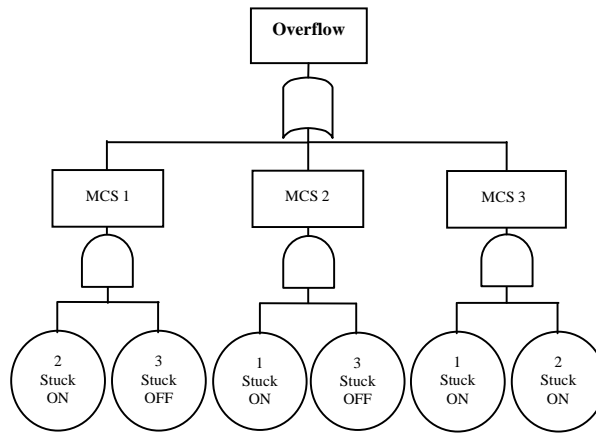 Overflow
MCS 1
MCS 2
MCS 3
2
Stuck
ON
3
Stuck
OFF
1
Stuck
ON
3
Stuck
OFF
1
Stuck
ON
2
Stuck
ON